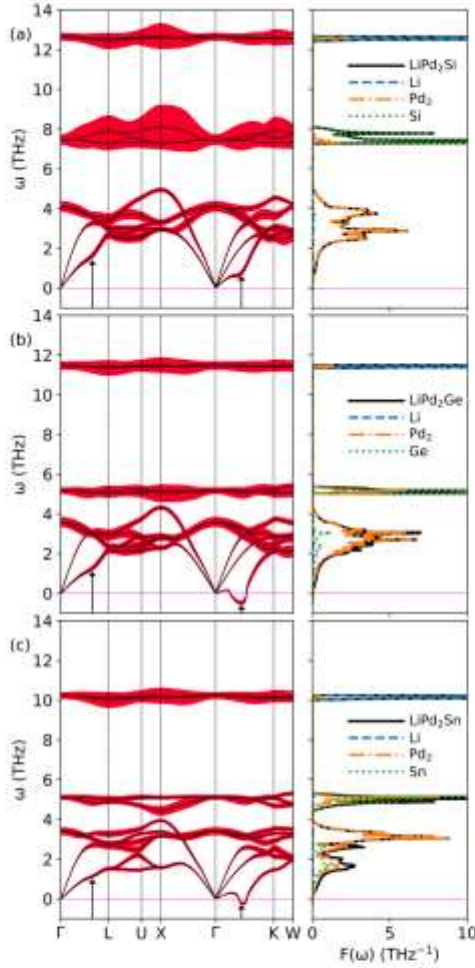 (a)
14
12
10
8
6
4
2
0
ω (THz)
LiPd₂Si
Li
Pd₂
Si
(b)
14
12
10
8
6
4
2
0
ω (THz)
LiPd₂Ge
Li
Pd₂
Ge
(c)
14
12
10
8
6
4
2
0
ω (THz)
LiPd₂Sn
Li
Pd₂
Sn
Γ L U X Γ K W
0 5 10
F(ω) (THz⁻¹)